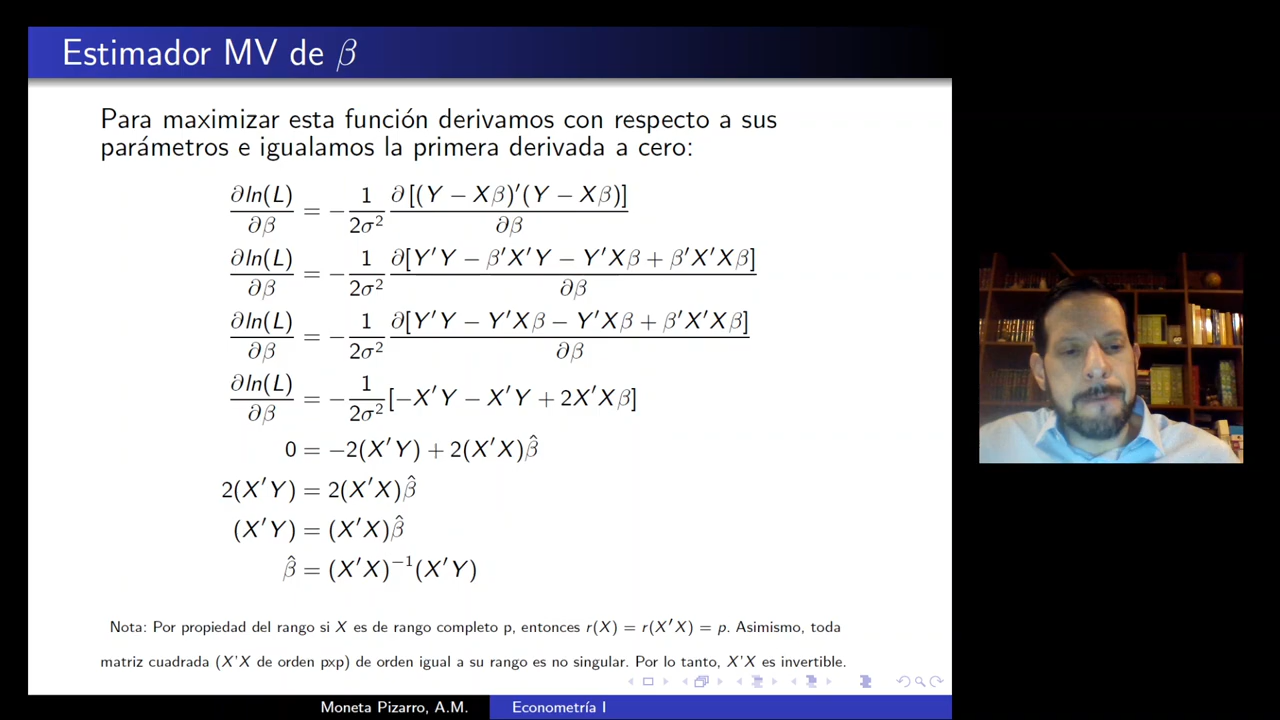 Estimador MV de β
Para maximizar esta función derivamos con respecto a sus
parámetros e igualamos la primera derivada a cero:
∂ln(L)/∂β = −1/2σ² ∂[(Y − Xβ)′(Y − Xβ)]/∂β
∂ln(L)/∂β = −1/2σ² ∂[Y′Y − β′X′Y − Y′Xβ + β′X′Xβ]/∂β
∂ln(L)/∂β = −1/2σ² ∂[Y′Y − Y′Xβ − Y′Xβ + β′X′Xβ]/∂β
∂ln(L)/∂β = −1/2σ² [−X′Y − X′Y + 2X′Xβ]
0 = −2(X′Y) + 2(X′X)β̂
2(X′Y) = 2(X′X)β̂
(X′Y) = (X′X)β̂
β̂ = (X′X)⁻¹(X′Y)
Nota: Por propiedad del rango si X es de rango completo p, entonces r(X) = r(X′X) = p. Asimismo, toda
matriz cuadrada (X'X de orden pxp) de orden igual a su rango es no singular. Por lo tanto, X'X es invertible.
Moneta Pizarro, A.M. Econometría I